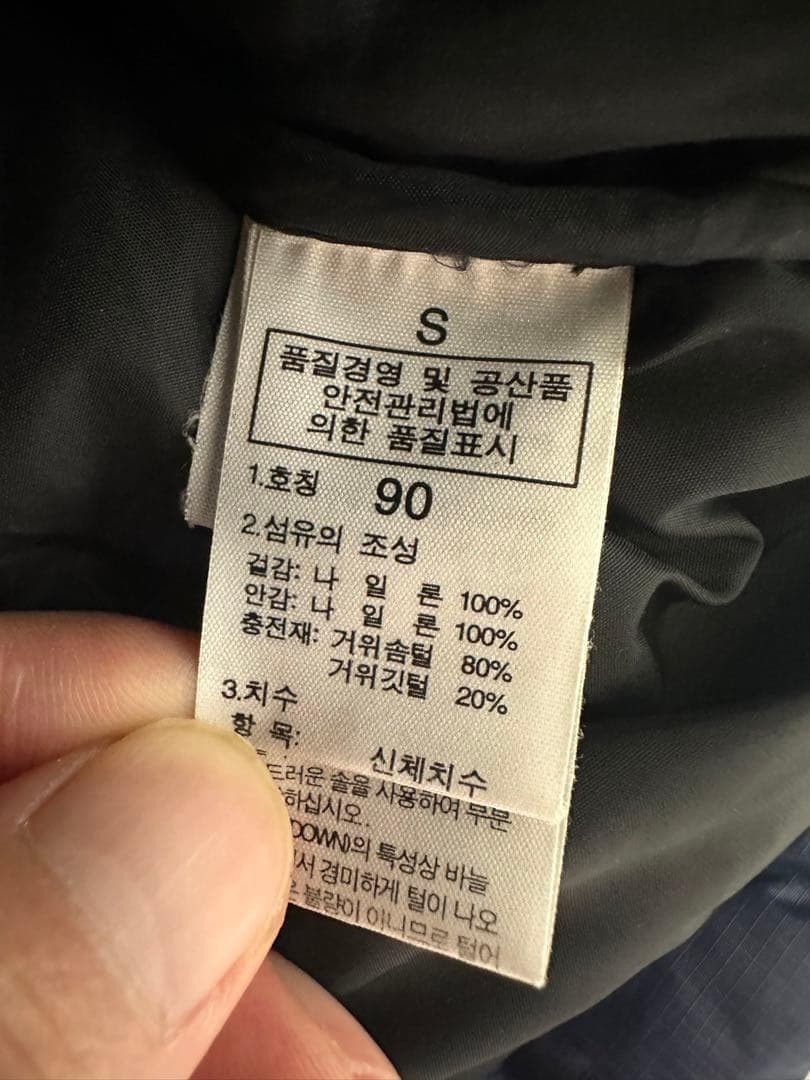 S
품질경영 및 공산품
안전관리법에
의한 품질표시
1.호칭 90
2.섬유의 조성
겉감: 나 일 론 100%
안감: 나 일 론 100%
충전재: 거위솜털 80%
거위깃털 20%
3.치수
항 목:
신체치수
드러운 솔을 사용하여 부분
하십시오.
(DOWN)의 특성상 바늘
서 경미하게 털이 나오
불량이 아니므로 털어